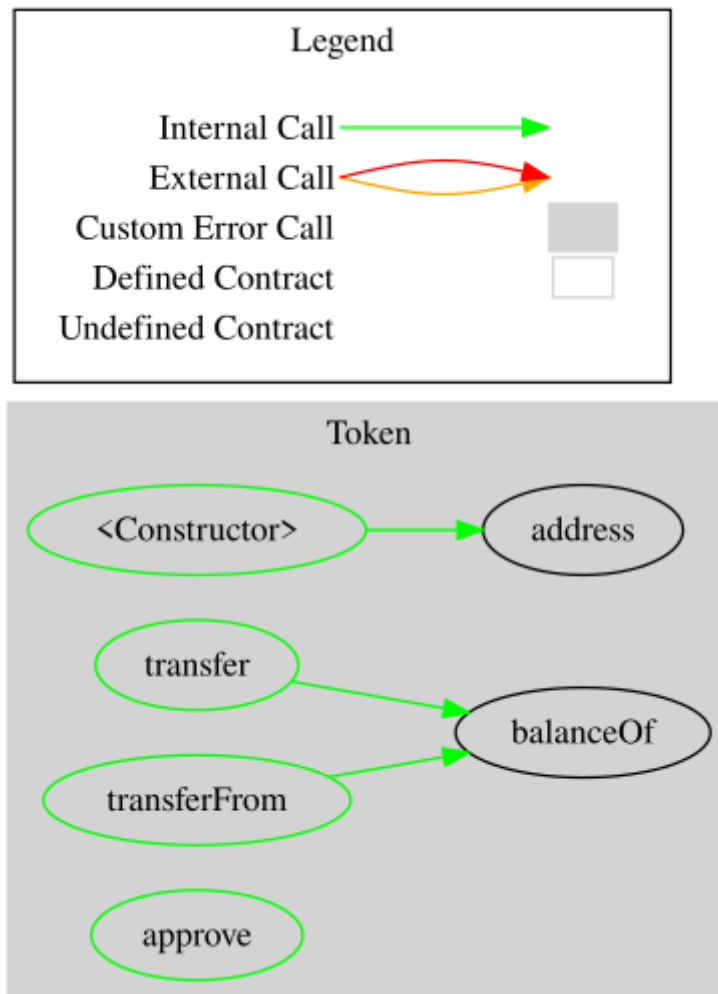 Legend
Internal Call
External Call
Custom Error Call
Defined Contract
Undefined Contract
Token
<Constructor>
address
transfer
balanceOf
transferFrom
approve